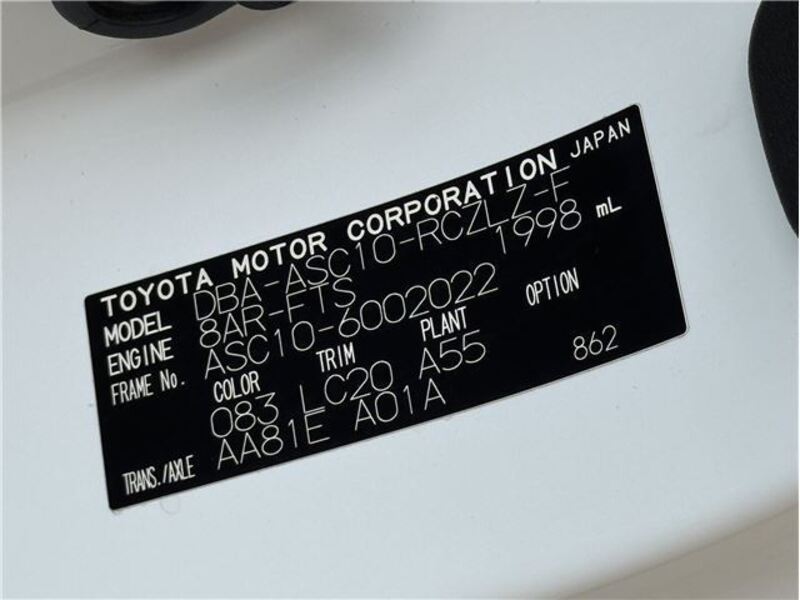 TOYOTA MOTOR CORPORATION JAPAN
MODEL DBA-ASC10-RCZLZ-F
ENGINE 8AR-FTS 1998 mL
FRAME No. ASC10-6002022
COLOR TRIM PLANT OPTION
083 LC20 A55 862
TRANS./AXLE AA81E A01A